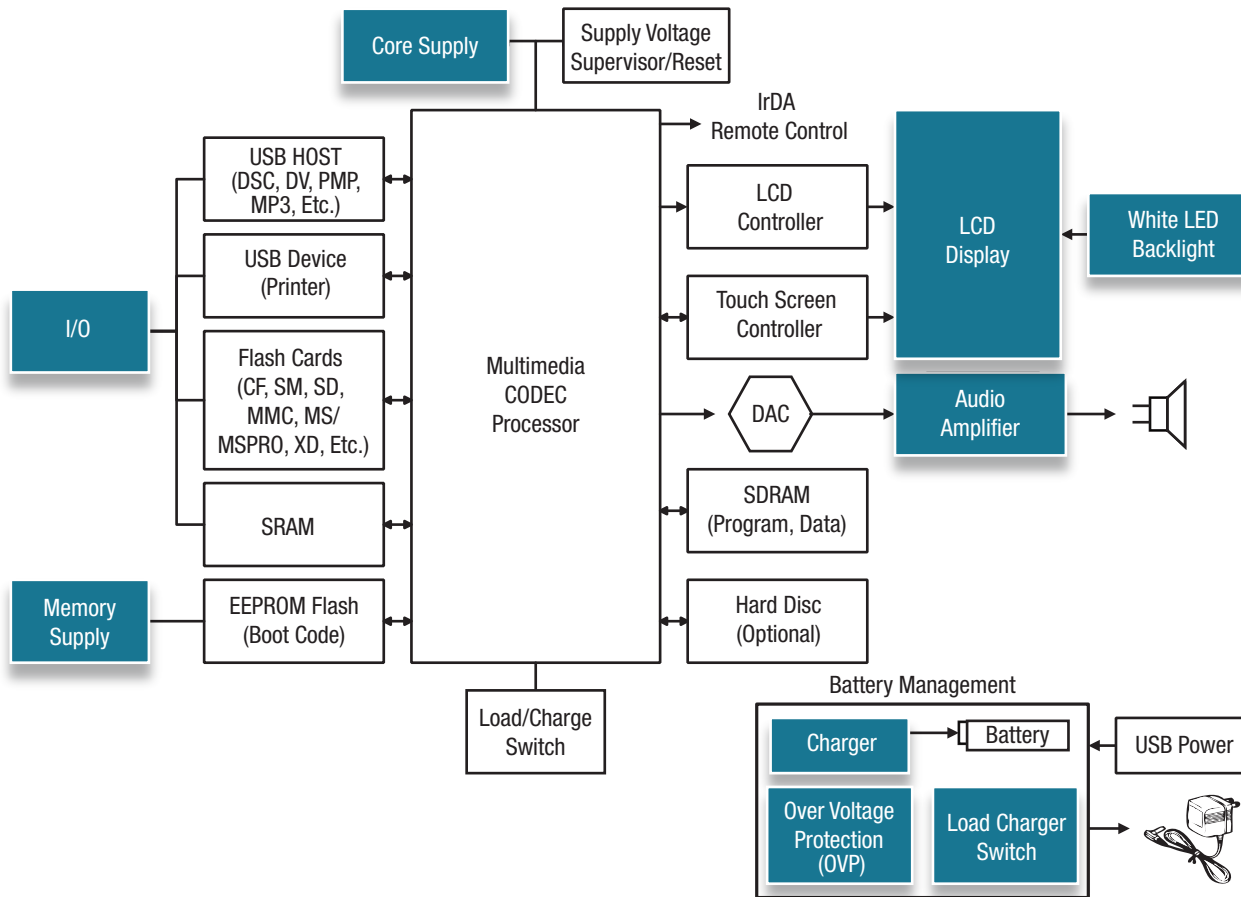 Core Supply
Supply Voltage
Supervisor/Reset
IrDA
Remote Control
USB HOST
(DSC, DV, PMP,
MP3, Etc.)
LCD
Controller
LCD
Display
White LED
Backlight
USB Device
(Printer)
Touch Screen
Controller
I/O
Flash Cards
(CF, SM, SD,
MMC, MS/
MSPRO, XD, Etc.)
Multimedia
CODEC
Processor
DAC
Audio
Amplifier
SRAM
SDRAM
(Program, Data)
Memory
Supply
EEPROM Flash
(Boot Code)
Hard Disc
(Optional)
Load/Charge
Switch
Battery Management
Charger
Battery
USB Power
Over Voltage
Protection
(OVP)
Load Charger
Switch